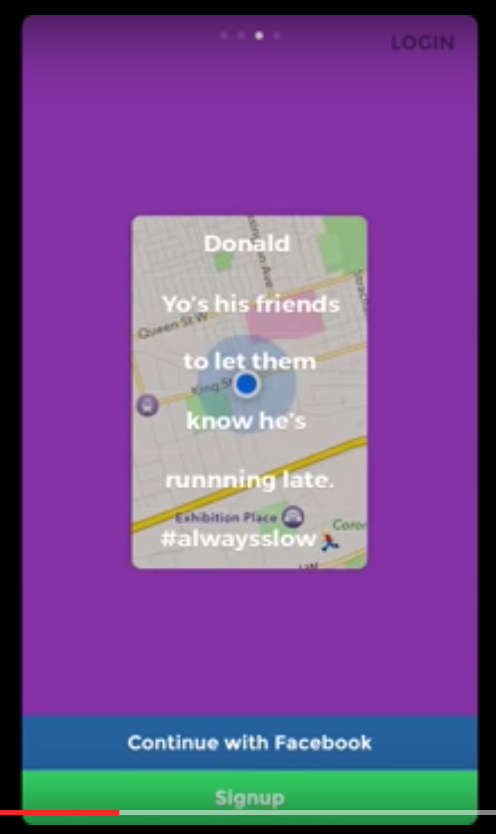 LOGIN
Donald
Yo's his friends
Queen St W
to let them
King St
know he's
runnning late.
Exhibition Place
#alwaysslow
Continue with Facebook
Signup